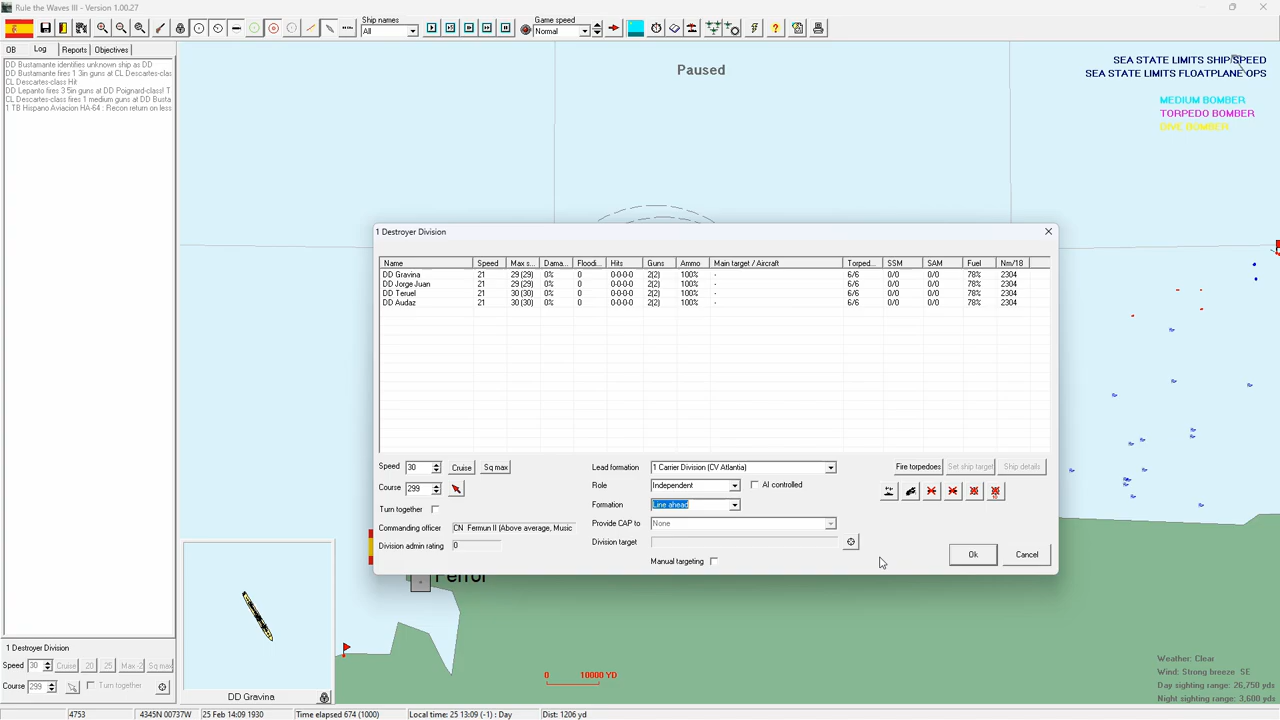 Rule the Waves III - Version 1.00.27
Ship names
All
Game speed
Normal
OB Log Reports Objectives
DD Bustamante identifies unknown ship as DD
DD Bustamante fires 1 3in guns at CL Descartes-clas
CL Descartes-class Hit
DD Lepanto fires 3 5in guns at DD Poignard-class! T
CL Descartes-class fires 1 medium guns at DD Busta
1 TB Hispano Aviacion HA-64 : Recon return on less
Paused
SEA STATE LIMITS SHIP SPEED
SEA STATE LIMITS FLOATPLANE OPS
MEDIUM BOMBER
TORPEDO BOMBER
DIVE BOMBER
1 Destroyer Division
Name Speed Max s... Dama... Floodi... Hits Guns Ammo Main target / Aircraft Torped... SSM SAM Fuel Nm/18
DD Gravina 21 29 (29) 0% 0 0-0-0-0 2(2) 100% - 6/6 0/0 0/0 78% 2304
DD Jorge Juan 21 29 (29) 0% 0 0-0-0-0 2(2) 100% - 6/6 0/0 0/0 78% 2304
DD Teruel 21 30 (30) 0% 0 0-0-0-0 2(2) 100% - 6/6 0/0 0/0 78% 2304
DD Audaz 21 30 (30) 0% 0 0-0-0-0 2(2) 100% - 6/6 0/0 0/0 78% 2304
Speed 30 Cruise Sq max
Course 299
Turn together
Commanding officer CN Fermun II (Above average, Music
Division admin rating 0
Lead formation 1 Carrier Division (CV Atlantia)
Role Independent AI controlled
Formation Line ahead
Provide CAP to None
Division target
Manual targeting
Fire torpedoes Set ship target Ship details
Ok Cancel
Ferrol
0 10000 YD
Weather: Clear
Wind: Strong breeze SE
Day sighting range: 26,750 yds
Night sighting range: 3,600 yds
1 Destroyer Division
Speed 30 Cruise 20 25 Max -2 Sq max
Course 299 Turn together
DD Gravina
4753 4345N 00737W 25 Feb 14:09 1930 Time elapsed 674 (1000) Local time: 25 13:09 (-1) : Day Dist: 1206 yd